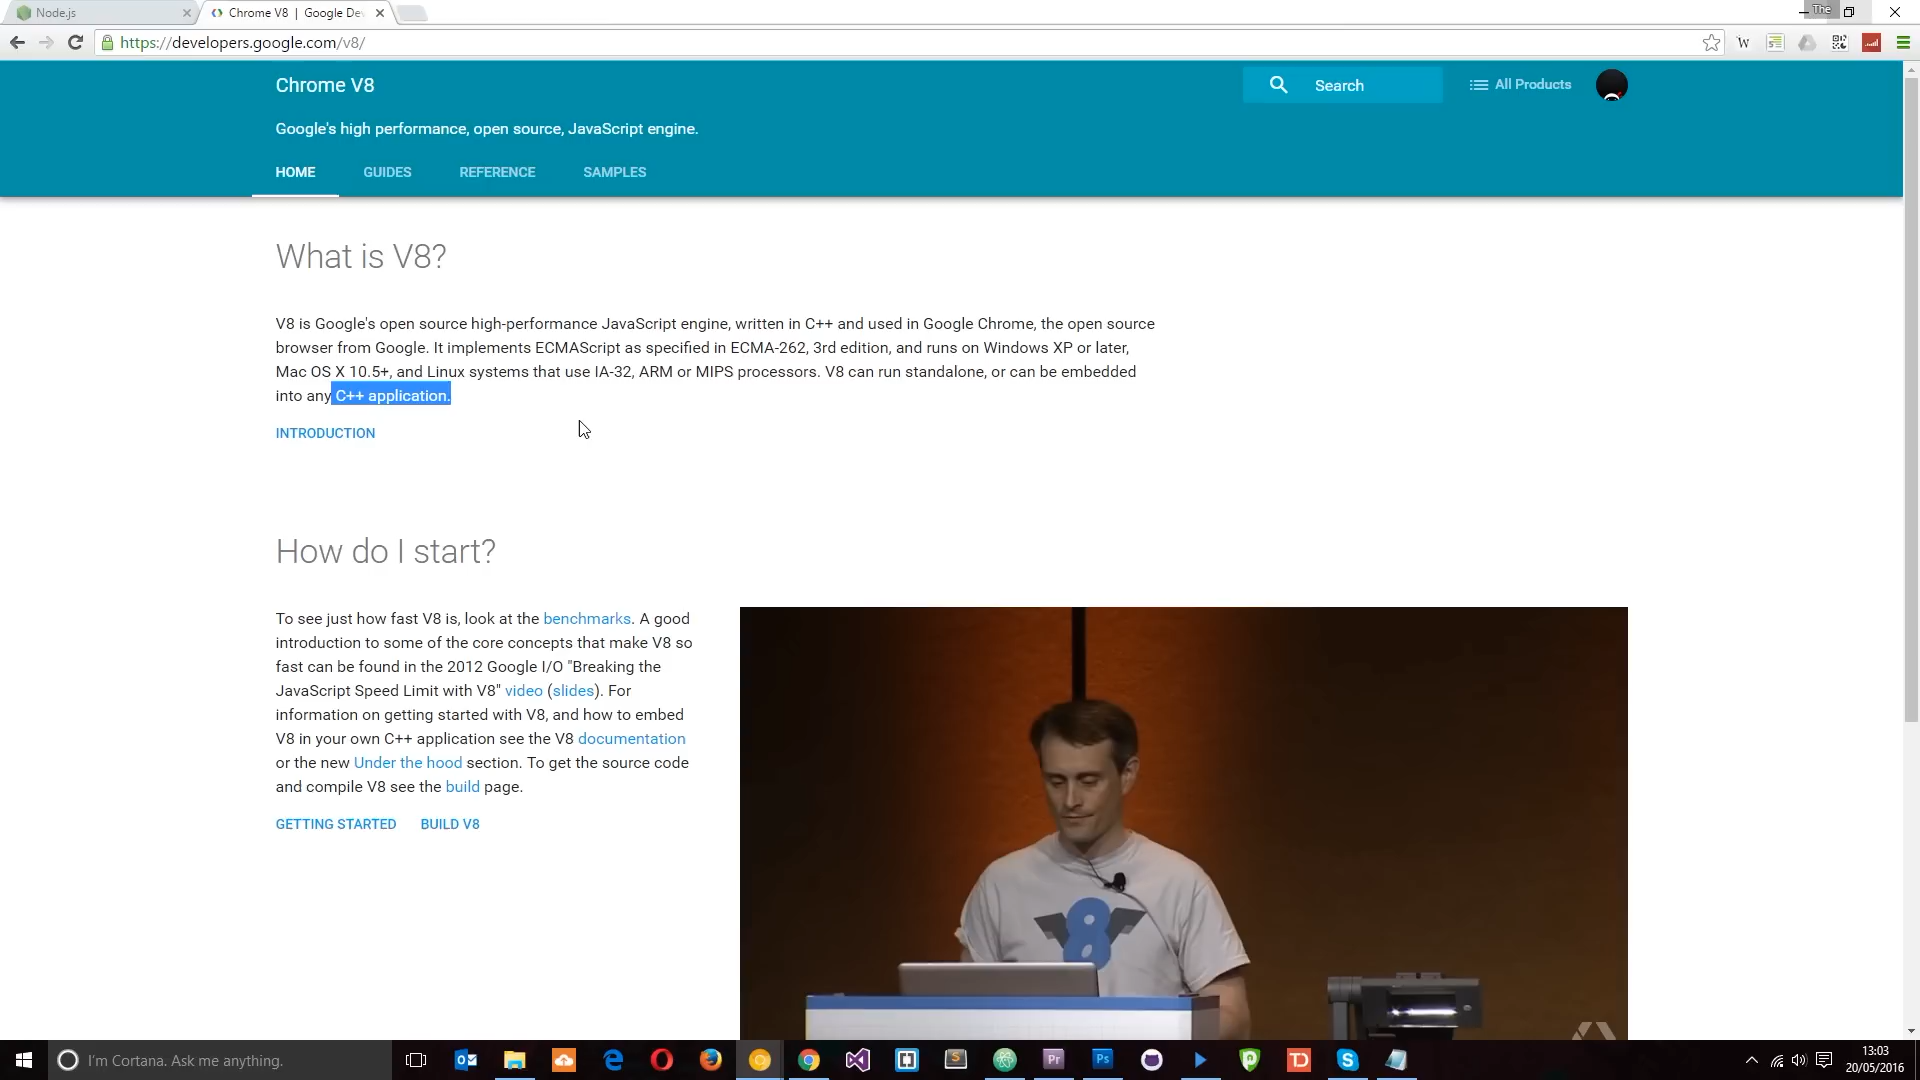 Node.js
Chrome V8 | Google De
The
https://developers.google.com/v8/
W
Chrome V8
Search
All Products
Google's high performance, open source, JavaScript engine.
HOME GUIDES REFERENCE SAMPLES
What is V8?
V8 is Google's open source high-performance JavaScript engine, written in C++ and used in Google Chrome, the open source
browser from Google. It implements ECMAScript as specified in ECMA-262, 3rd edition, and runs on Windows XP or later,
Mac OS X 10.5+, and Linux systems that use IA-32, ARM or MIPS processors. V8 can run standalone, or can be embedded
into any C++ application.
INTRODUCTION
How do I start?
To see just how fast V8 is, look at the benchmarks. A good
introduction to some of the core concepts that make V8 so
fast can be found in the 2012 Google I/O "Breaking the
JavaScript Speed Limit with V8" video (slides). For
information on getting started with V8, and how to embed
V8 in your own C++ application see the V8 documentation
or the new Under the hood section. To get the source code
and compile V8 see the build page.
GETTING STARTED BUILD V8
8
I'm Cortana. Ask me anything.
Pr
Ps
TD
S
13:03
20/05/2016